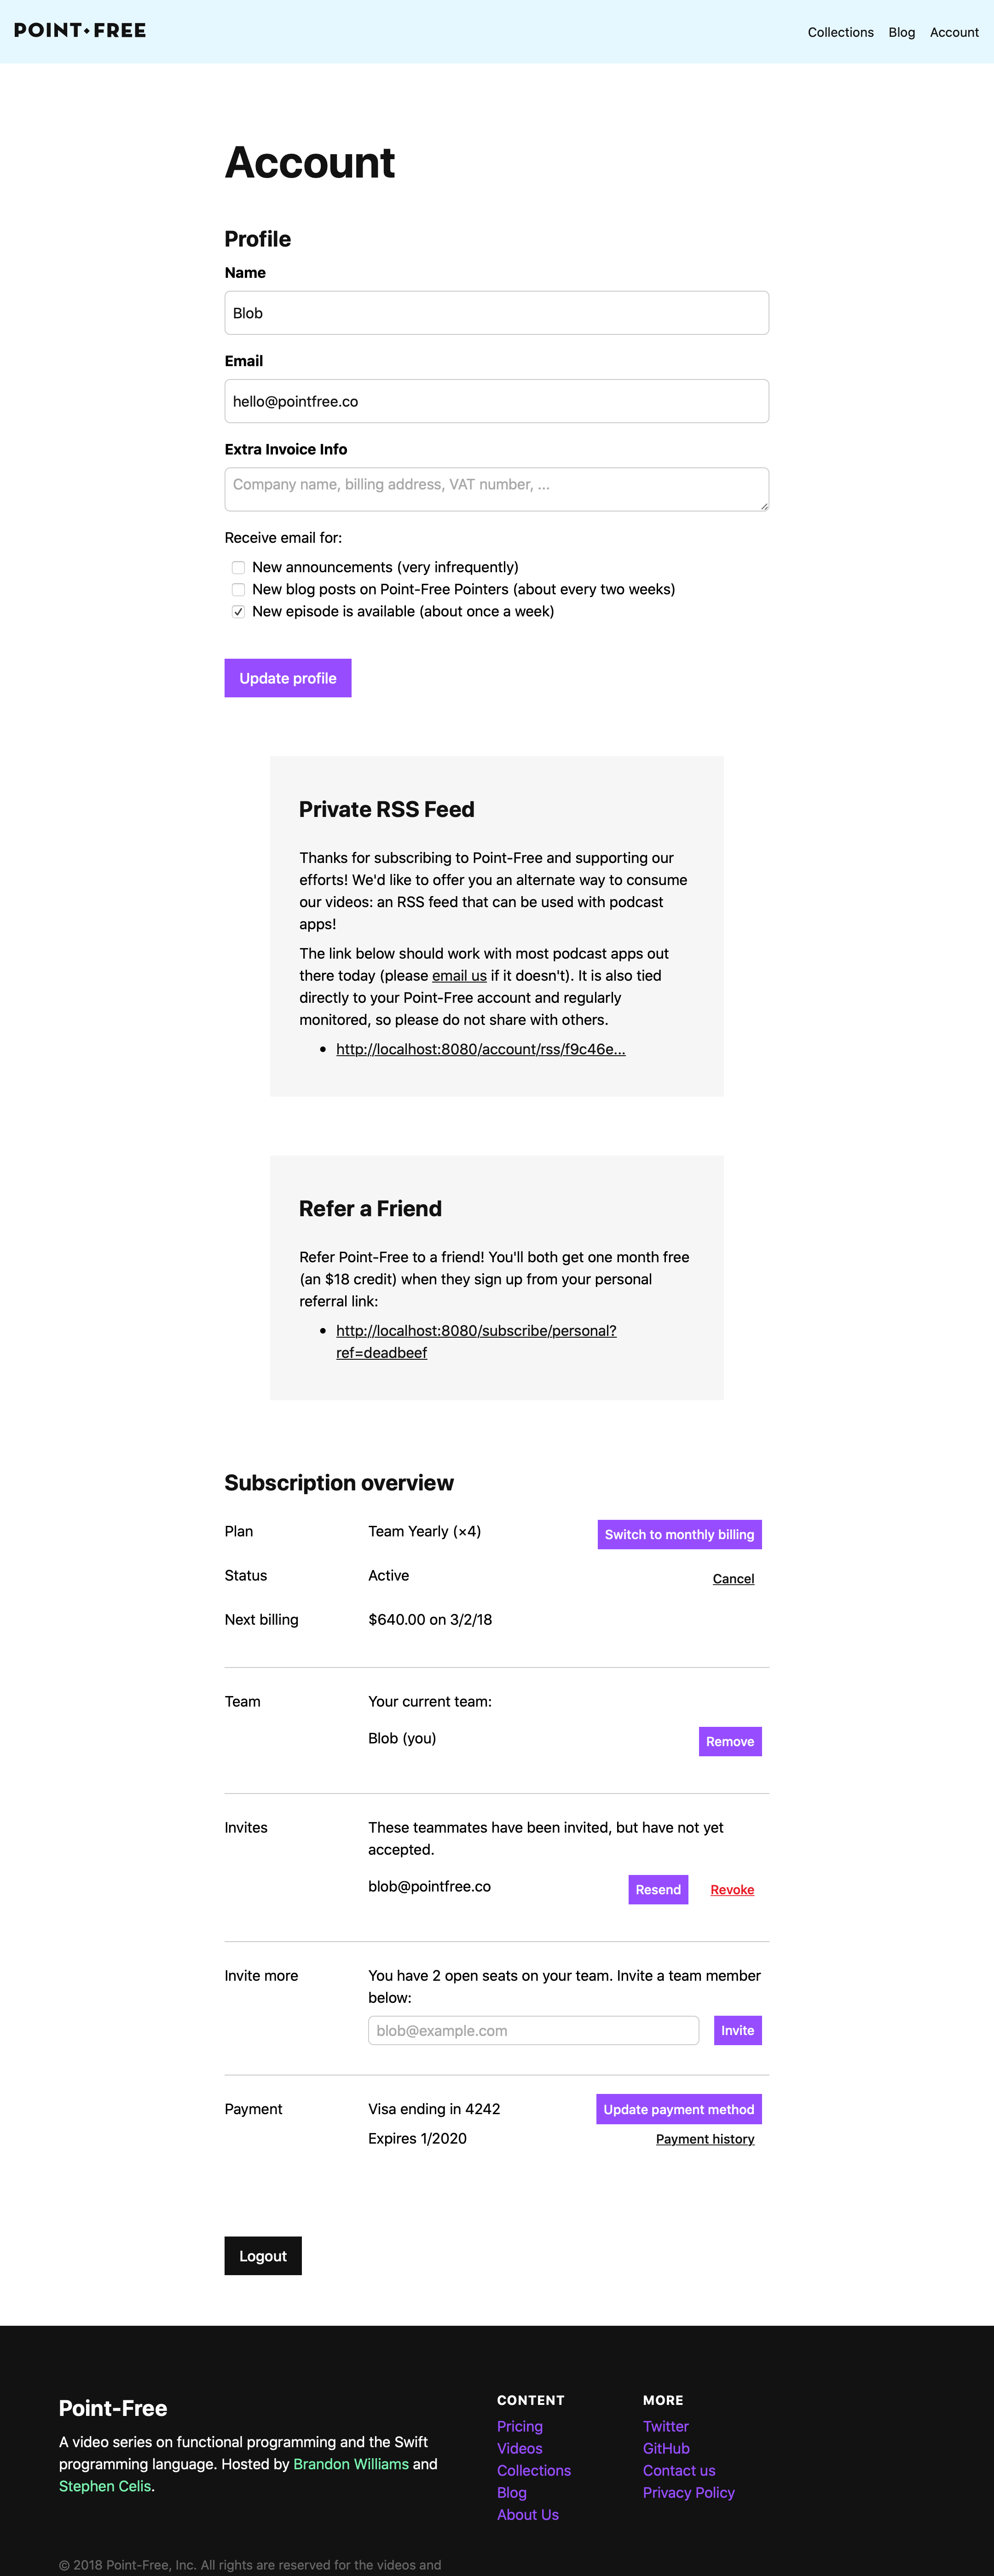 POINT•FREE
Collections Blog Account
Account
Profile
Name
Blob
Email
hello@pointfree.co
Extra Invoice Info
Company name, billing address, VAT number, ...
Receive email for:
New announcements (very infrequently)
New blog posts on Point-Free Pointers (about every two weeks)
New episode is available (about once a week)
Update profile
Private RSS Feed
Thanks for subscribing to Point-Free and supporting our
efforts! We'd like to offer you an alternate way to consume
our videos: an RSS feed that can be used with podcast
apps!
The link below should work with most podcast apps out
there today (please email us if it doesn't). It is also tied
directly to your Point-Free account and regularly
monitored, so please do not share with others.
• http://localhost:8080/account/rss/f9c46e...
Refer a Friend
Refer Point-Free to a friend! You'll both get one month free
(an $18 credit) when they sign up from your personal
referral link:
• http://localhost:8080/subscribe/personal?
ref=deadbeef
Subscription overview
Plan Team Yearly (×4) Switch to monthly billing
Status Active Cancel
Next billing $640.00 on 3/2/18
Team Your current team:
Blob (you) Remove
Invites These teammates have been invited, but have not yet
accepted.
blob@pointfree.co Resend Revoke
Invite more You have 2 open seats on your team. Invite a team member
below:
blob@example.com Invite
Payment Visa ending in 4242 Update payment method
Expires 1/2020 Payment history
Logout
Point-Free
A video series on functional programming and the Swift
programming language. Hosted by Brandon Williams and
Stephen Celis.
CONTENT
Pricing
Videos
Collections
Blog
About Us
MORE
Twitter
GitHub
Contact us
Privacy Policy
© 2018 Point-Free, Inc. All rights are reserved for the videos and